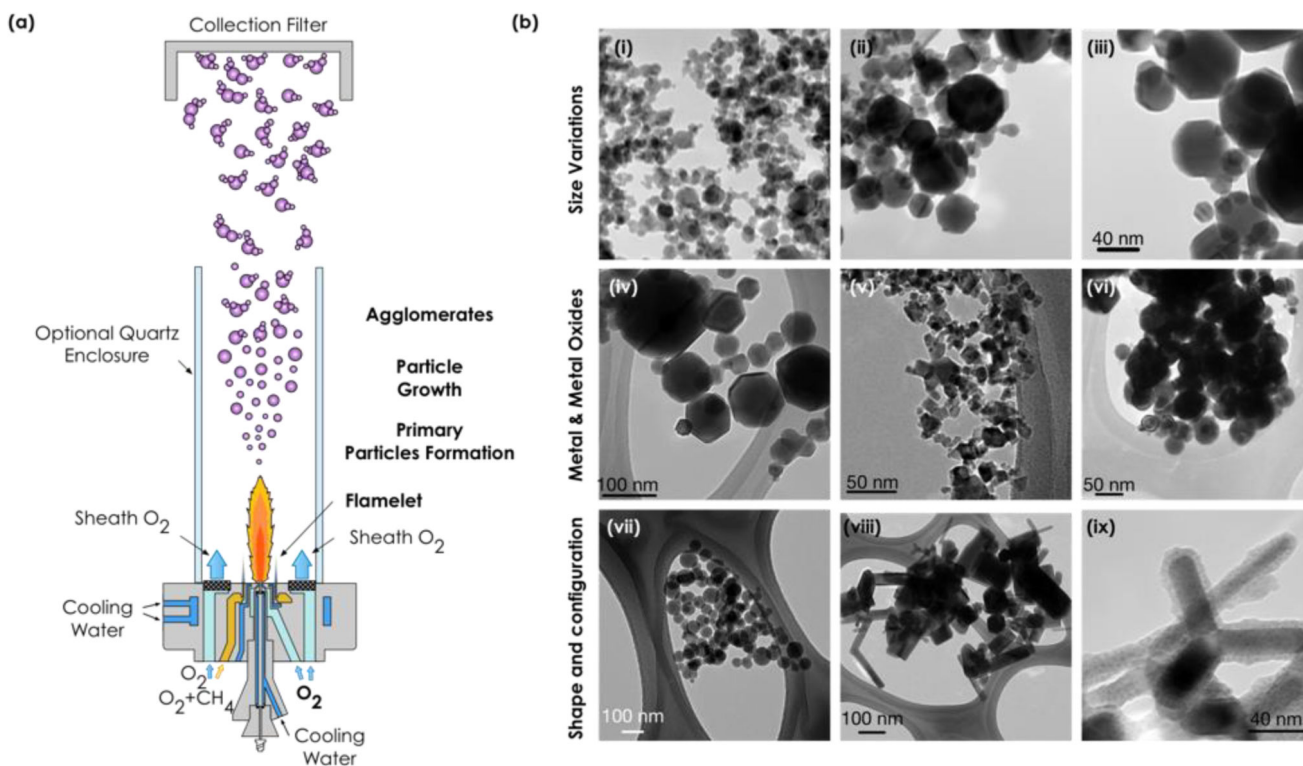 (a)
Collection Filter
Optional Quartz
Enclosure
Agglomerates
Particle
Growth
Primary
Particles Formation
Flamelet
Sheath O2
Sheath O2
Cooling
Water
O2
O2+CH4
O2
Cooling
Water
(b)
Size Variations
(i)
(ii)
(iii)
40 nm
Metal & Metal Oxides
(iv)
100 nm
(v)
50 nm
(vi)
50 nm
Shape and configuration
(vii)
100 nm
(viii)
100 nm
(ix)
40 nm